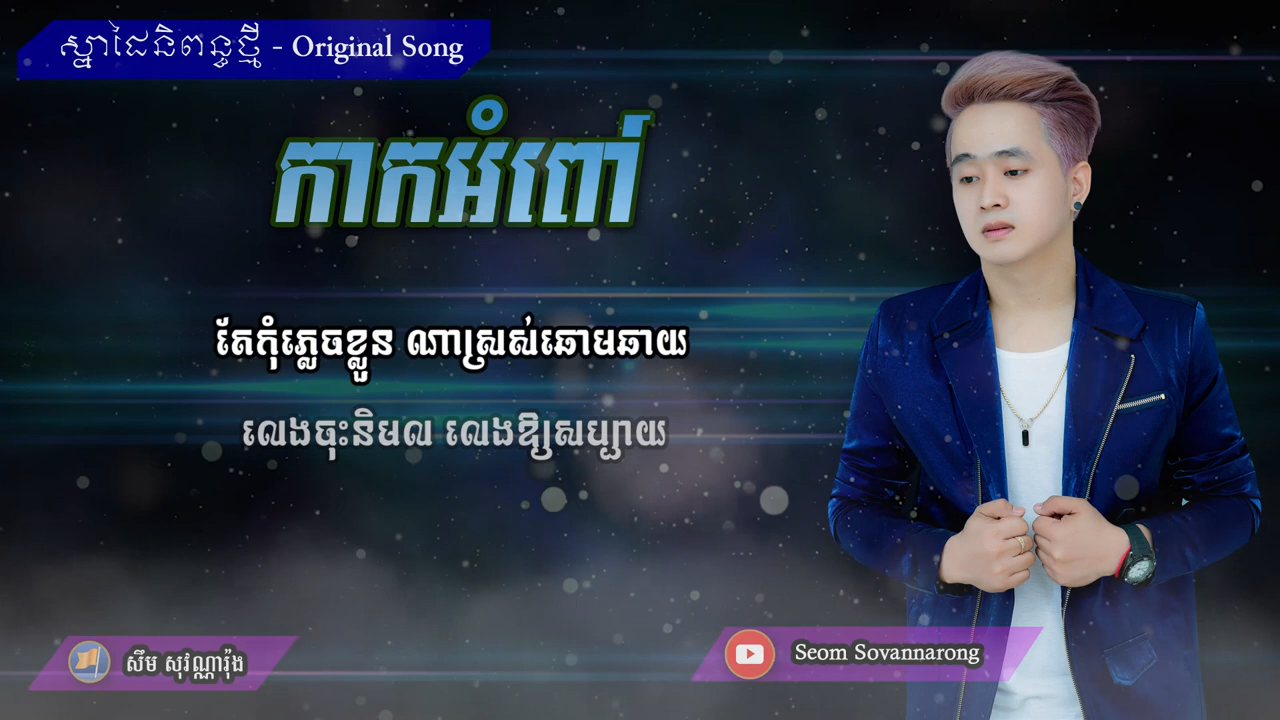 ស្នាដៃនិពន្ធថ្មី - Original Song
កាកអំពៅ
តែកុំភ្លេចខ្លួន ណាស្រស់ឆោមឆាយ
លេងចុះនិមល លេងឱ្យសប្បាយ
សឹម សុវណ្ណារ៉ុង
Seom Sovannarong